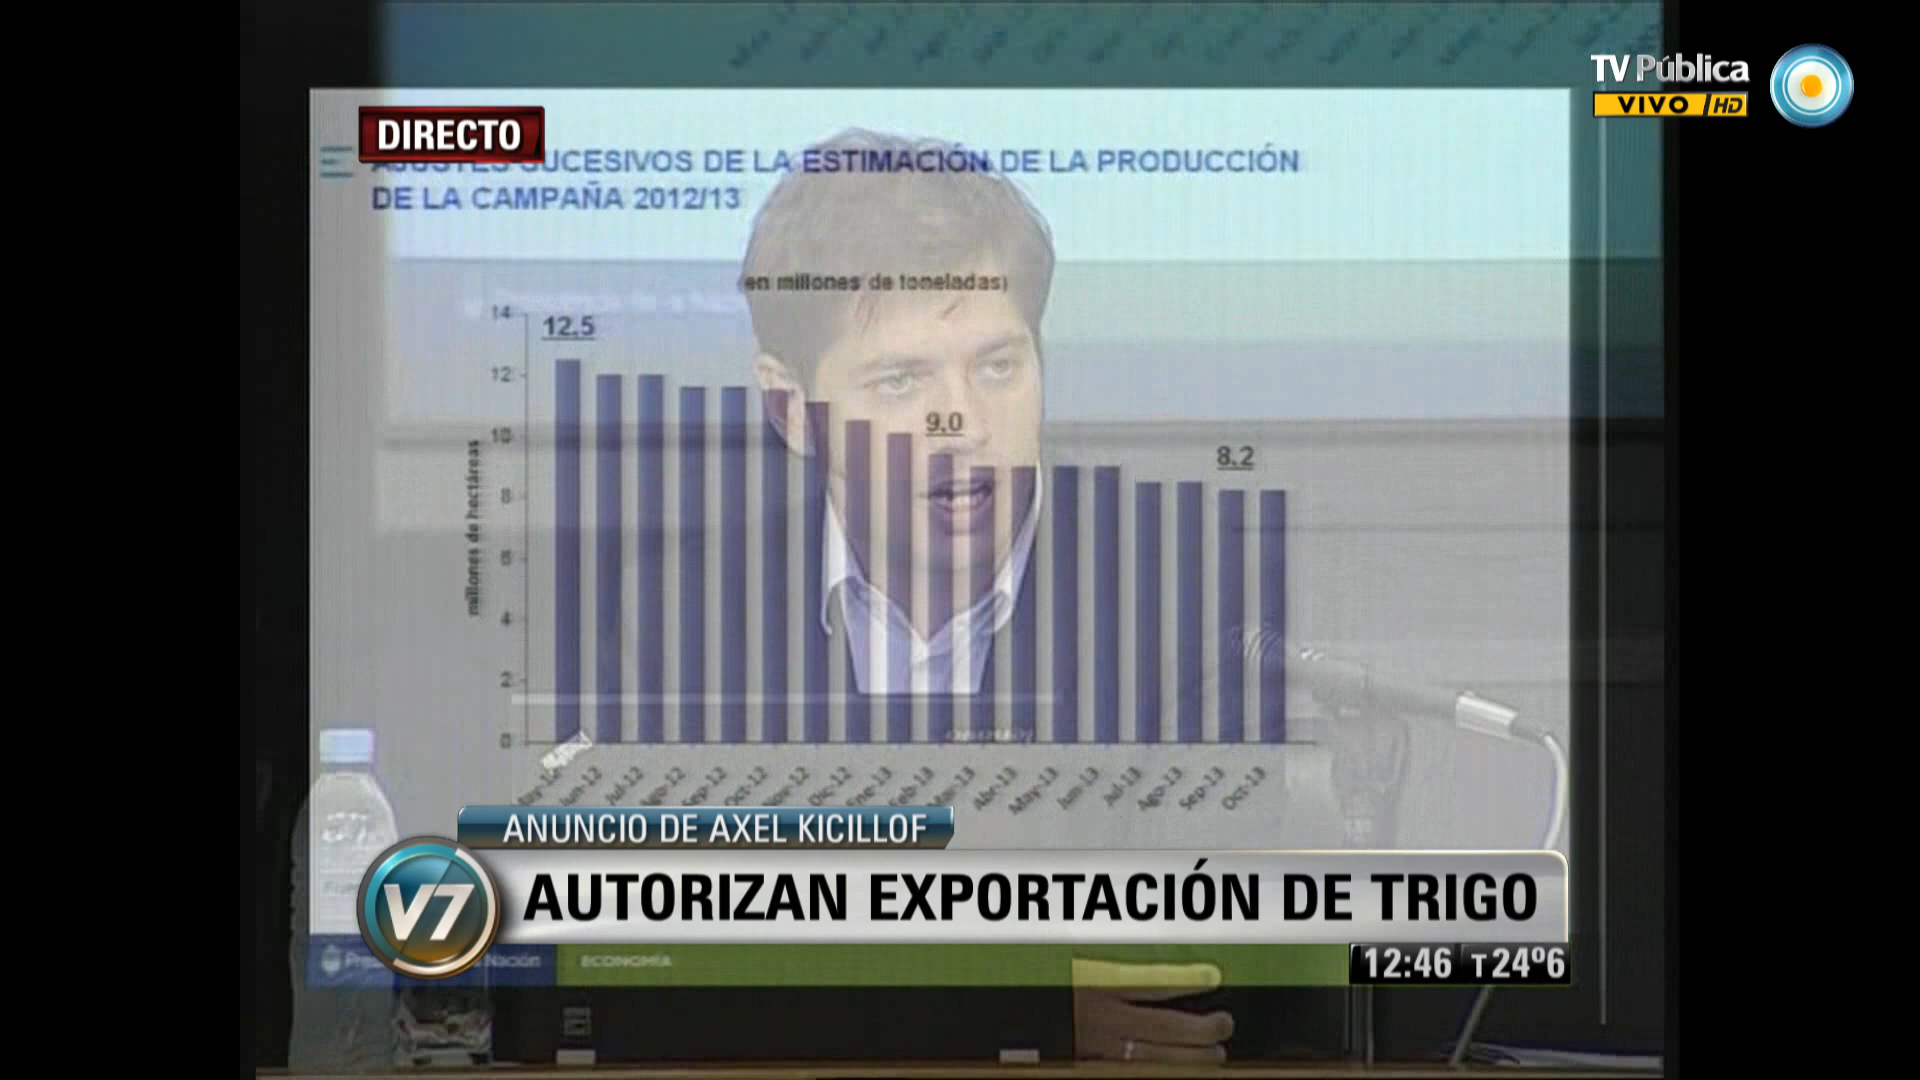 TV Pública
VIVO HD
DIRECTO
AJUSTES SUCESIVOS DE LA ESTIMACIÓN DE LA PRODUCCIÓN
DE LA CAMPAÑA 2012/13
en millones de toneladas)
14
12,5
12
9,0
10
8,2
millones de hectáreas
8
6
4
2
0
May-12 Jun-12 Jul-12 Ago-12 Sep-12 Oct-12 Nov-12 Dic-12 Ene-13 Feb-13 Mar-13 Abr-13 May-13 Jun-13 Jul-13 Ago-13 Sep-13 Oct-13
ANUNCIO DE AXEL KICILLOF
V7
AUTORIZAN EXPORTACIÓN DE TRIGO
Nación
ECONOMÍA
12:46 T24º6